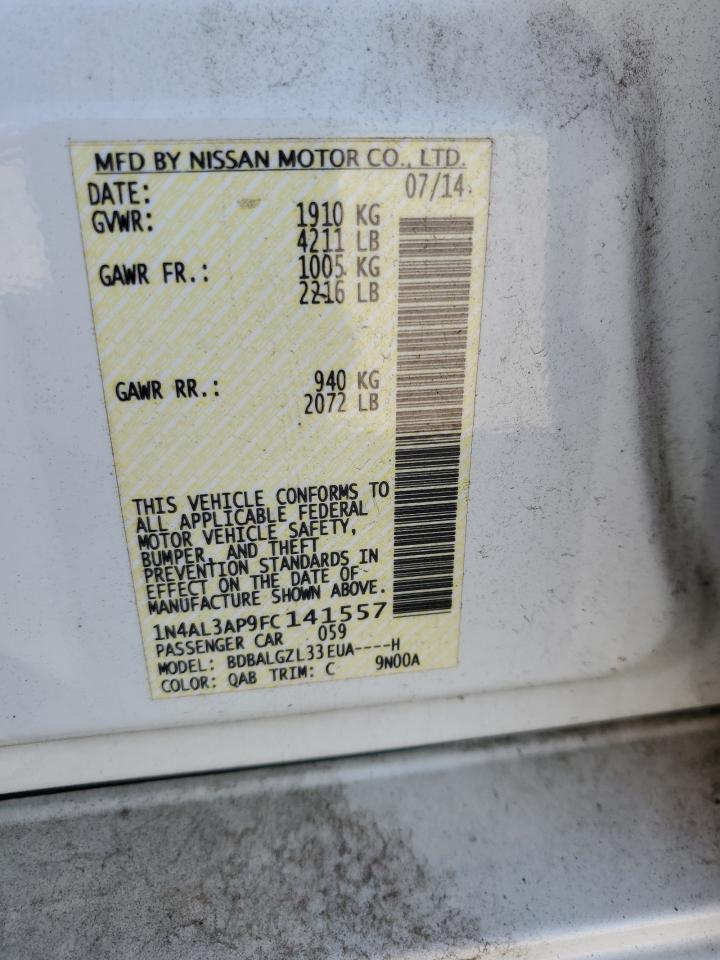 MFD BY NISSAN MOTOR CO., LTD.
DATE: 07/14
GVWR: 1910 KG
4211 LB
GAWR FR.: 1005 KG
2216 LB
GAWR RR.: 940 KG
2072 LB
THIS VEHICLE CONFORMS TO
ALL APPLICABLE FEDERAL
MOTOR VEHICLE SAFETY,
BUMPER, AND THEFT
PREVENTION STANDARDS IN
EFFECT ON THE DATE OF
MANUFACTURE SHOWN ABOVE.
1N4AL3AP9FC141557
PASSENGER CAR 059
MODEL: BDBALGZL33EUA----H
COLOR: QAB TRIM: C 9N00A